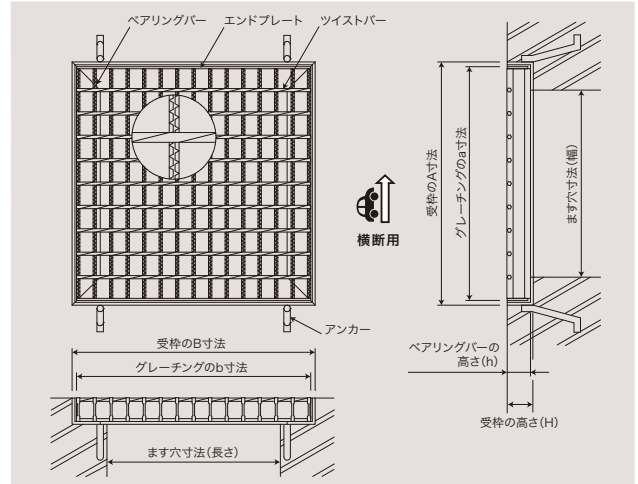 ベアリングバー
エンドプレート
ツイストバー
受枠のA寸法
グレーチングのa寸法
ます穴寸法(幅)
横断用
アンカー
受枠のB寸法
グレーチングのb寸法
ます穴寸法(長さ)
ベアリングバーの
高さ(h)
受枠の高さ(H)